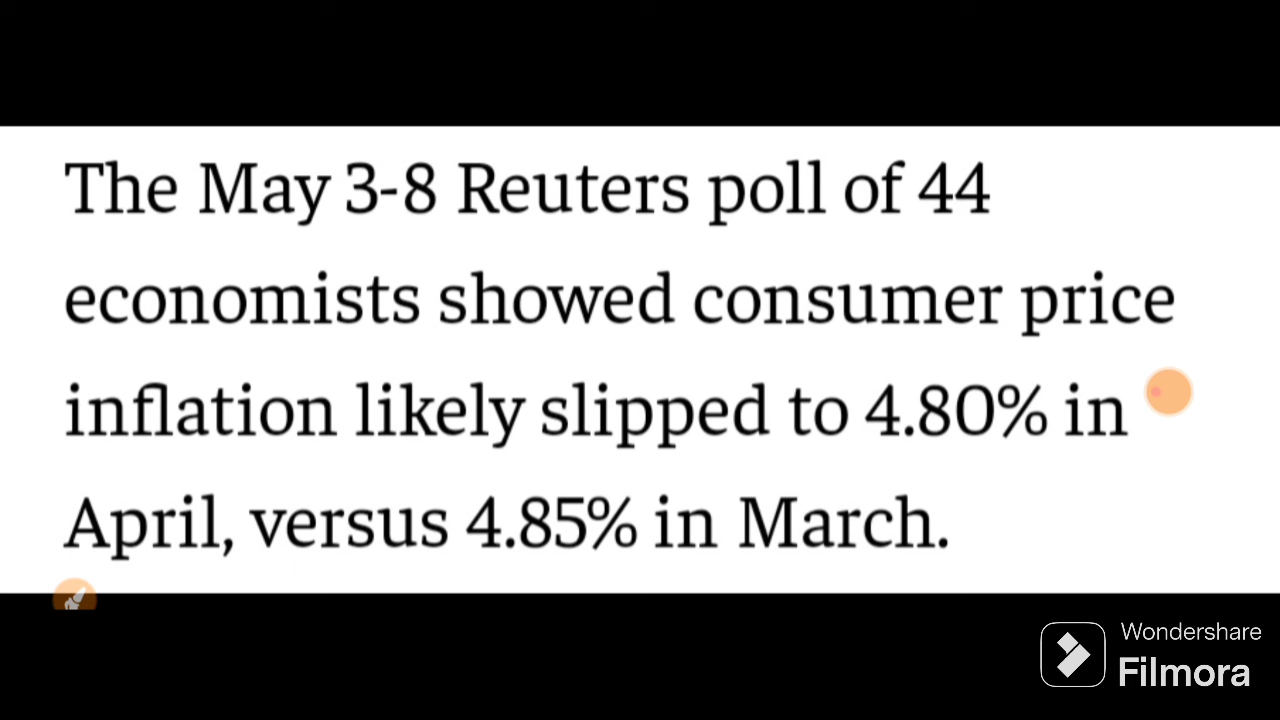 The May 3-8 Reuters poll of 44
economists showed consumer price
inflation likely slipped to 4.80% in
April, versus 4.85% in March.
Wondershare
Filmora